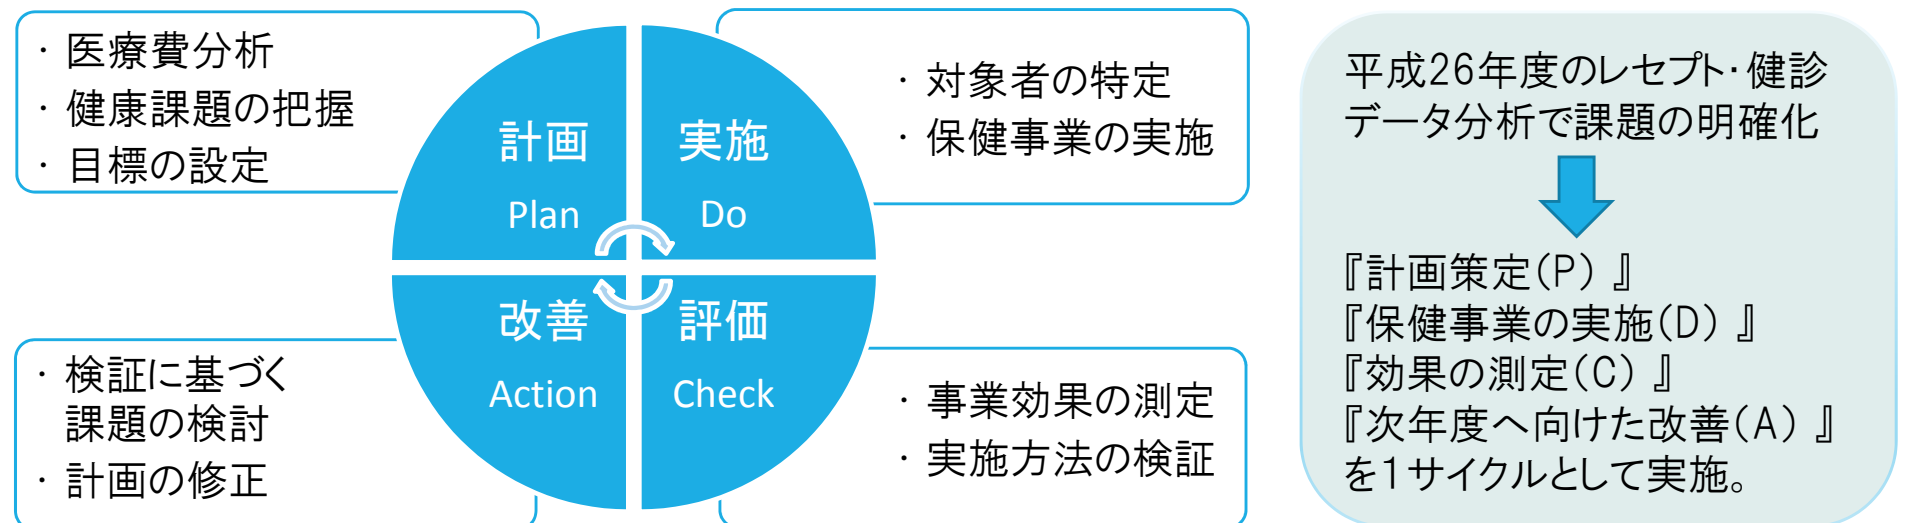 ・医療費分析
・健康課題の把握
・目標の設定
計画
Plan
実施
Do
・対象者の特定
・保健事業の実施
改善
Action
評価
Check
・検証に基づく
課題の検討
・計画の修正
・事業効果の測定
・実施方法の検証
平成26年度のレセプト・健診
データ分析で課題の明確化
『計画策定(P)』
『保健事業の実施(D)』
『効果の測定(C)』
『次年度へ向けた改善(A)』
を1サイクルとして実施。